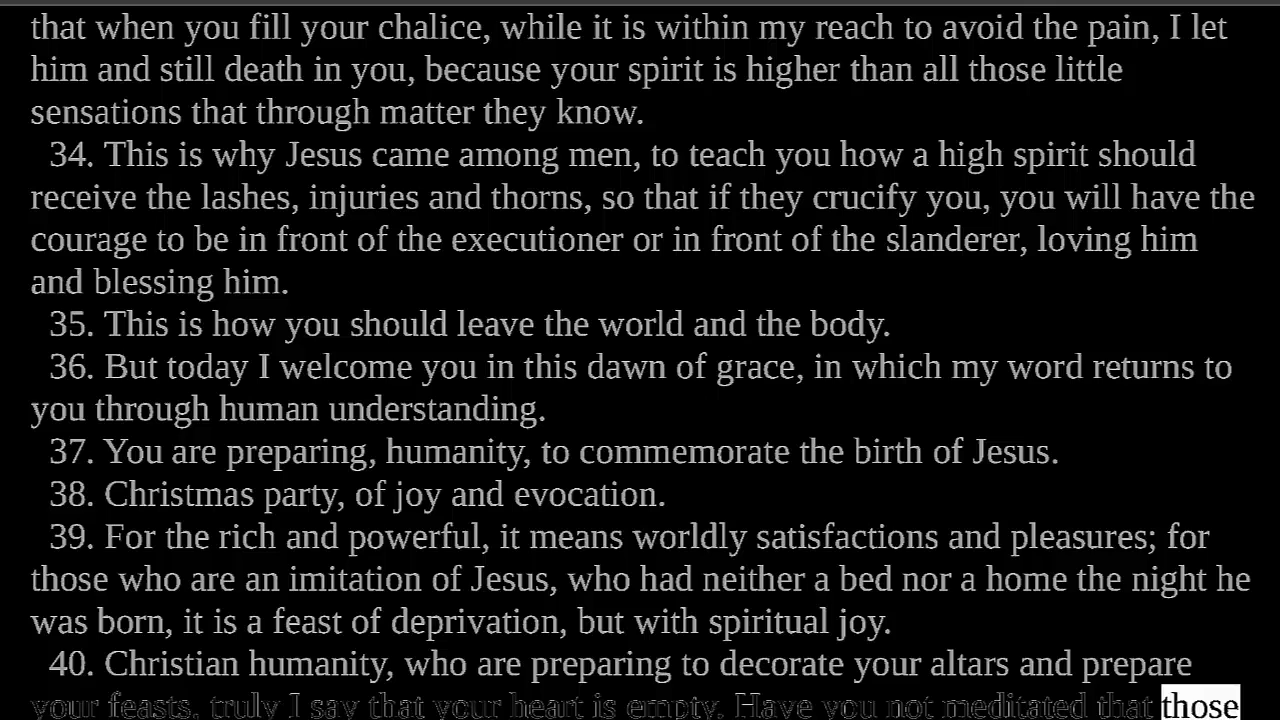 that when you fill your chalice, while it is within my reach to avoid the pain, I let
him and still death in you, because your spirit is higher than all those little
sensations that through matter they know.
34. This is why Jesus came among men, to teach you how a high spirit should
receive the lashes, injuries and thorns, so that if they crucify you, you will have the
courage to be in front of the executioner or in front of the slanderer, loving him
and blessing him.
35. This is how you should leave the world and the body.
36. But today I welcome you in this dawn of grace, in which my word returns to
you through human understanding.
37. You are preparing, humanity, to commemorate the birth of Jesus.
38. Christmas party, of joy and evocation.
39. For the rich and powerful, it means worldly satisfactions and pleasures; for
those who are an imitation of Jesus, who had neither a bed nor a home the night he
was born, it is a feast of deprivation, but with spiritual joy.
40. Christian humanity, who are preparing to decorate your altars and prepare
your feasts, truly I say that your heart is empty. Have you not meditated that those